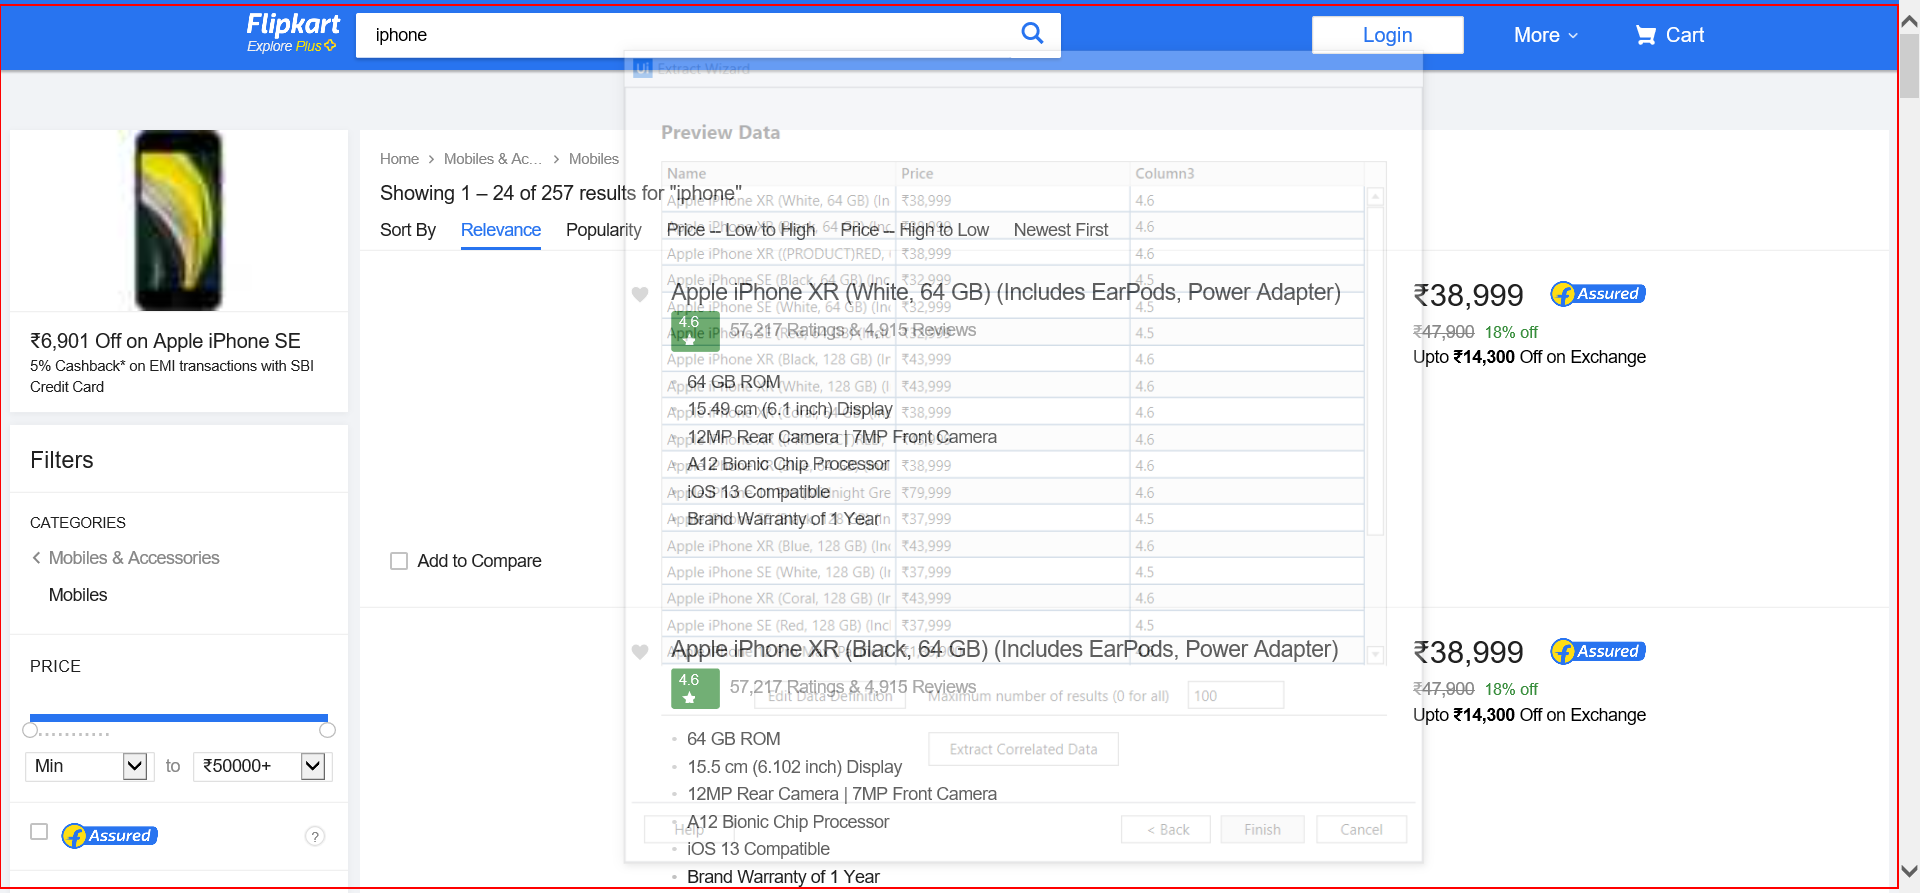 Flipkart
Explore Plus
iphone
Login
More
Cart
Ui Extract Wizard
₹6,901 Off on Apple iPhone SE
5% Cashback* on EMI transactions with SBI
Credit Card
Filters
CATEGORIES
Mobiles & Accessories
Mobiles
PRICE
Min
to
₹50000+
Assured
?
Home > Mobiles & Ac... > Mobiles
Showing 1 – 24 of 257 results for "iphone"
Sort By Relevance Popularity Price -- Low to High Price -- High to Low Newest First
Apple iPhone XR (White, 64 GB) (Includes EarPods, Power Adapter)
4.6
57,217 Ratings & 4,915 Reviews
64 GB ROM
15.49 cm (6.1 inch) Display
12MP Rear Camera | 7MP Front Camera
A12 Bionic Chip Processor
iOS 13 Compatible
Brand Warranty of 1 Year
Add to Compare
₹38,999 Assured
₹47,900 18% off
Upto ₹14,300 Off on Exchange
Apple iPhone XR (Black, 64 GB) (Includes EarPods, Power Adapter)
4.6
57,217 Ratings & 4,915 Reviews
64 GB ROM
15.5 cm (6.102 inch) Display
12MP Rear Camera | 7MP Front Camera
A12 Bionic Chip Processor
iOS 13 Compatible
Brand Warranty of 1 Year
₹38,999 Assured
₹47,900 18% off
Upto ₹14,300 Off on Exchange
Preview Data
Name Price Column3
Apple iPhone XR (White, 64 GB) (In ₹38,999 4.6
4.6
Apple iPhone XR ((PRODUCT)RED, ₹38,999 4.6
Apple iPhone SE (Black, 64 GB) (Inc ₹32,999 4.5
Apple iPhone SE (White, 64 GB) (In ₹32,999 4.5
4.5
Apple iPhone XR (Black, 128 GB) (Ir ₹43,999 4.6
Apple iPhone XR (White, 128 GB) (I ₹43,999 4.6
₹38,999 4.6
4.6
₹38,999 4.6
₹79,999 4.6
₹37,999 4.5
Apple iPhone XR (Blue, 128 GB) (Inc ₹43,999 4.6
Apple iPhone SE (White, 128 GB) (Ir ₹37,999 4.5
Apple iPhone XR (Coral, 128 GB) (Ir ₹43,999 4.6
Apple iPhone SE (Red, 128 GB) (Incl ₹37,999 4.5
Edit Data Definition Maximum number of results (0 for all) 100
Extract Correlated Data
Help < Back Finish Cancel